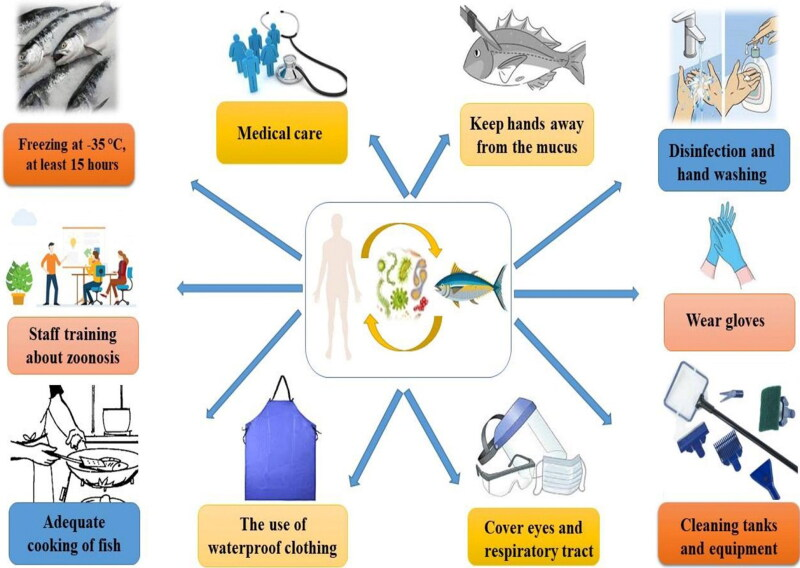 Freezing at -35 °C,
at least 15 hours
Medical care
Keep hands away
from the mucus
Disinfection and
hand washing
Staff training
about zoonosis
Wear gloves
Adequate
cooking of fish
The use of
waterproof clothing
Cover eyes and
respiratory tract
Cleaning tanks
and equipment